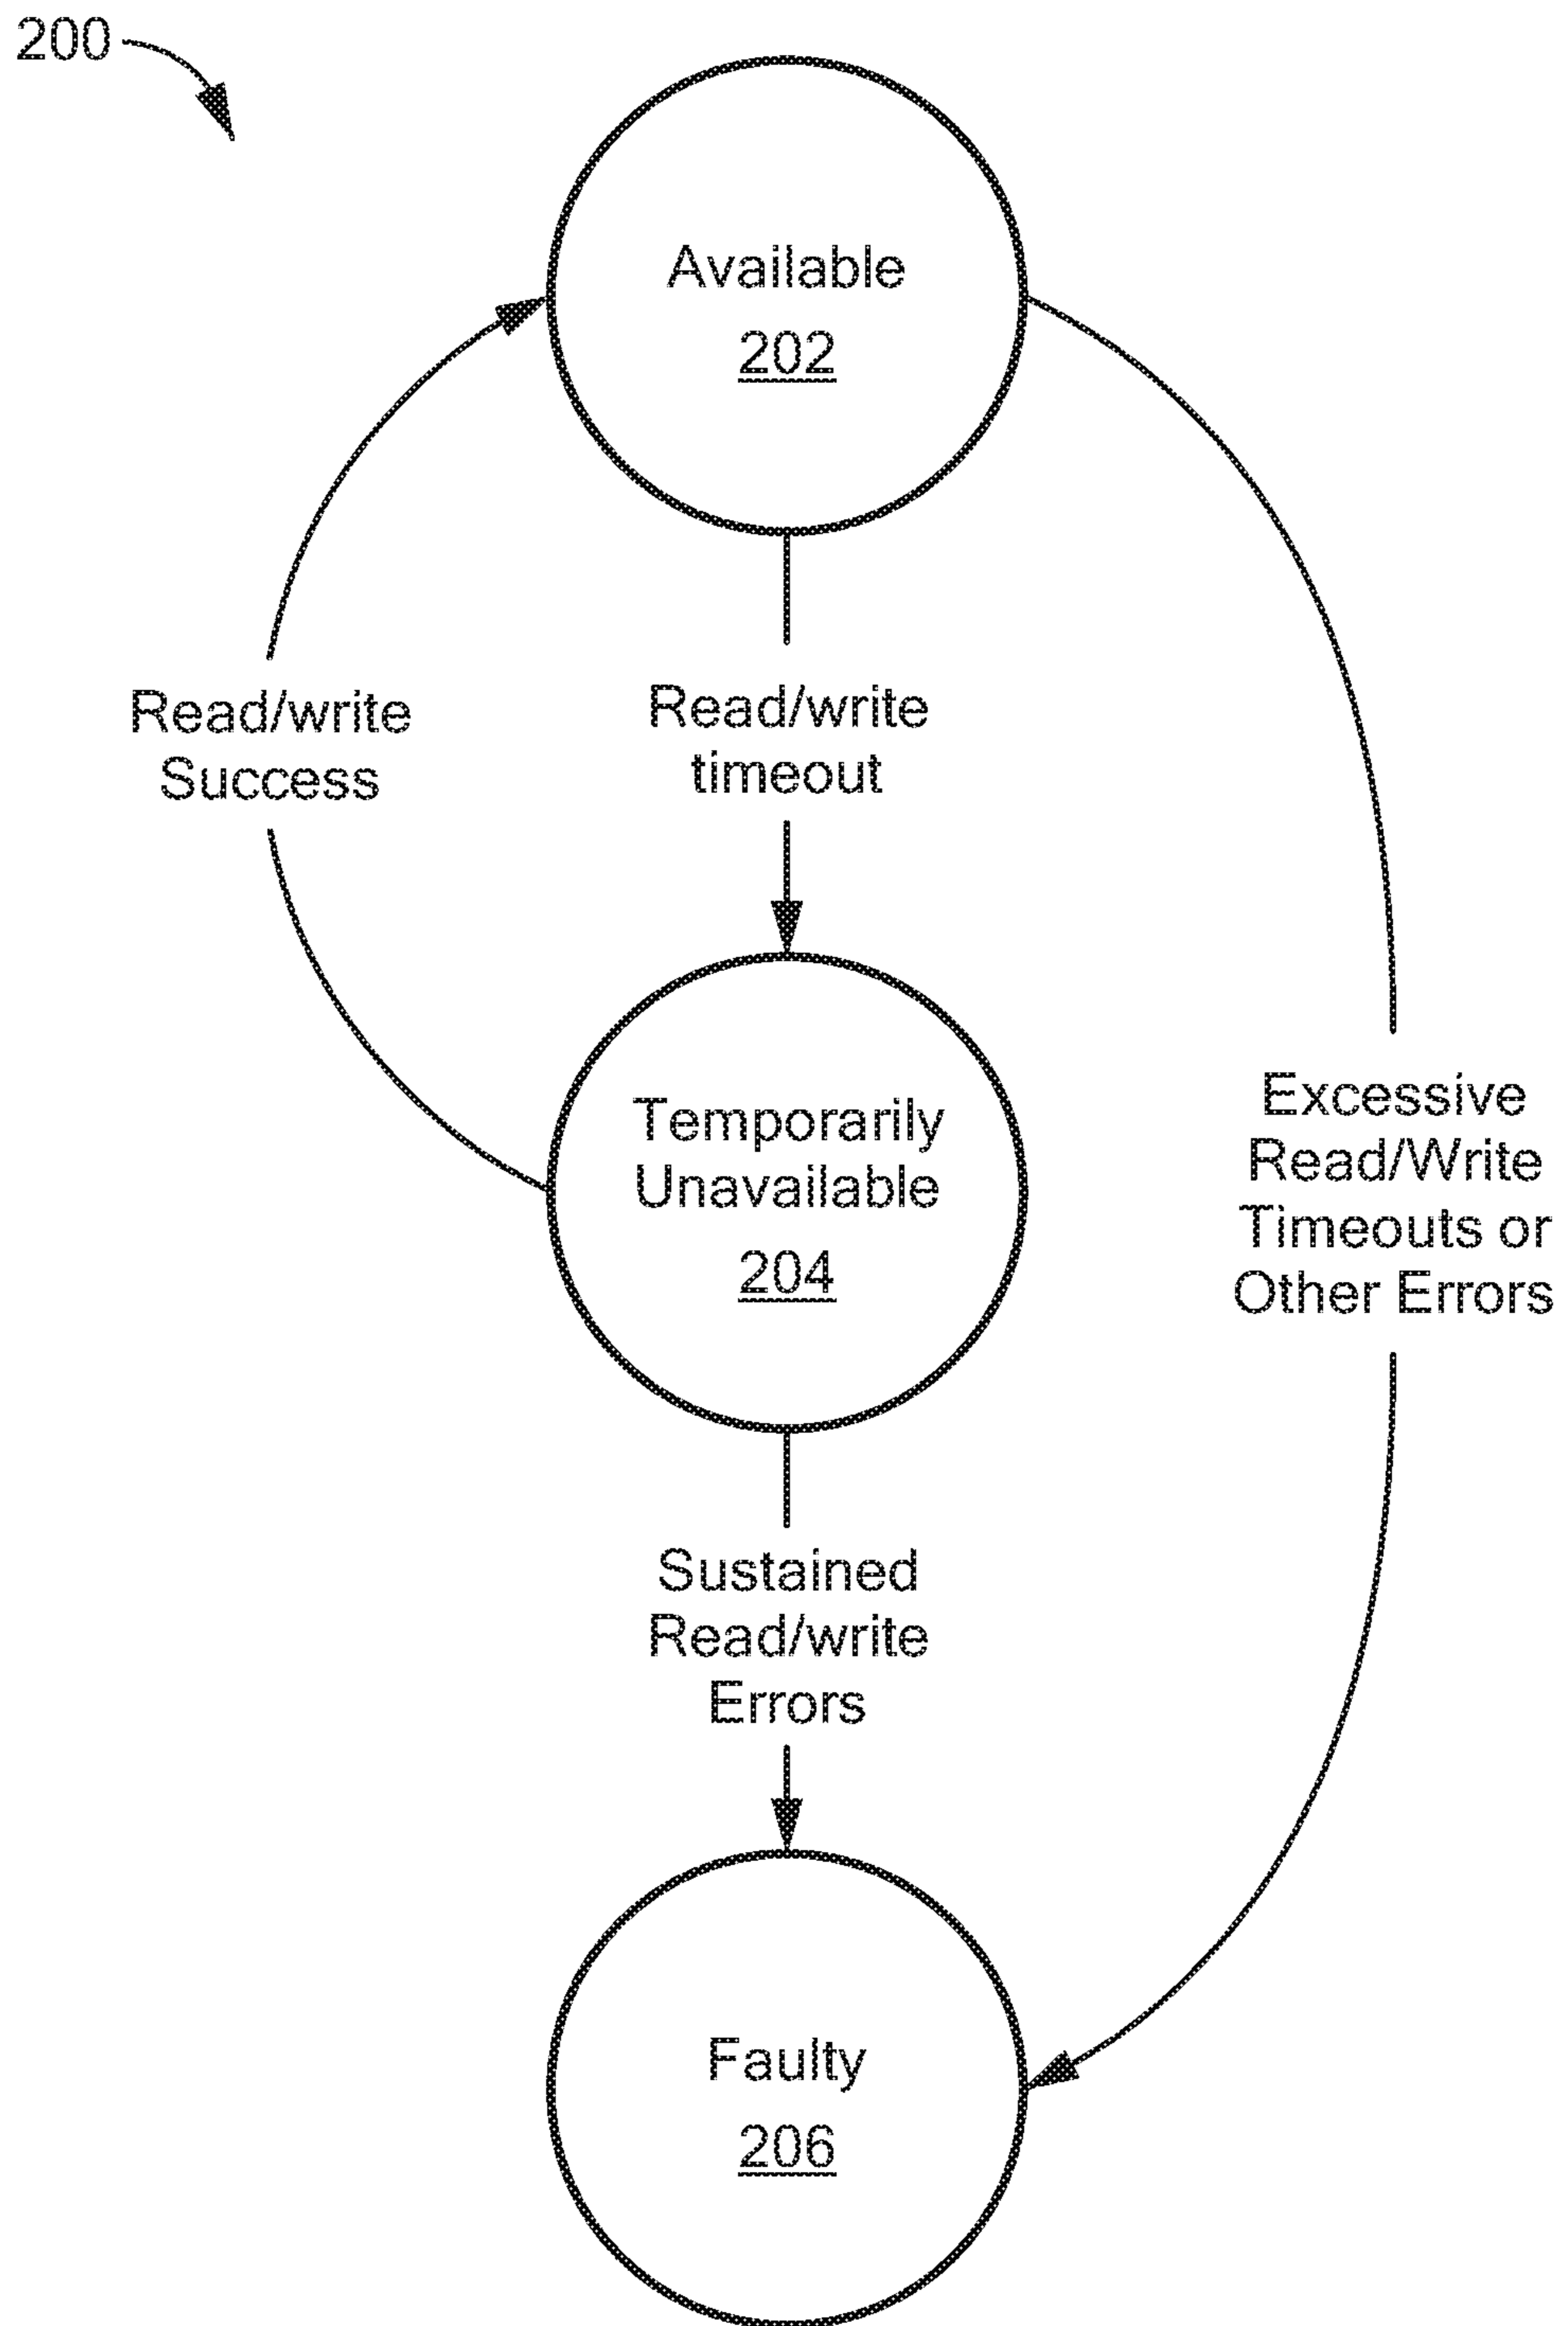 200
Available
202
Read/write
Success
Read/write
timeout
Temporarily
Unavailable
204
Excessive
Read/Write
Timeouts or
Other Errors
Sustained
Read/write
Errors
Faulty
206